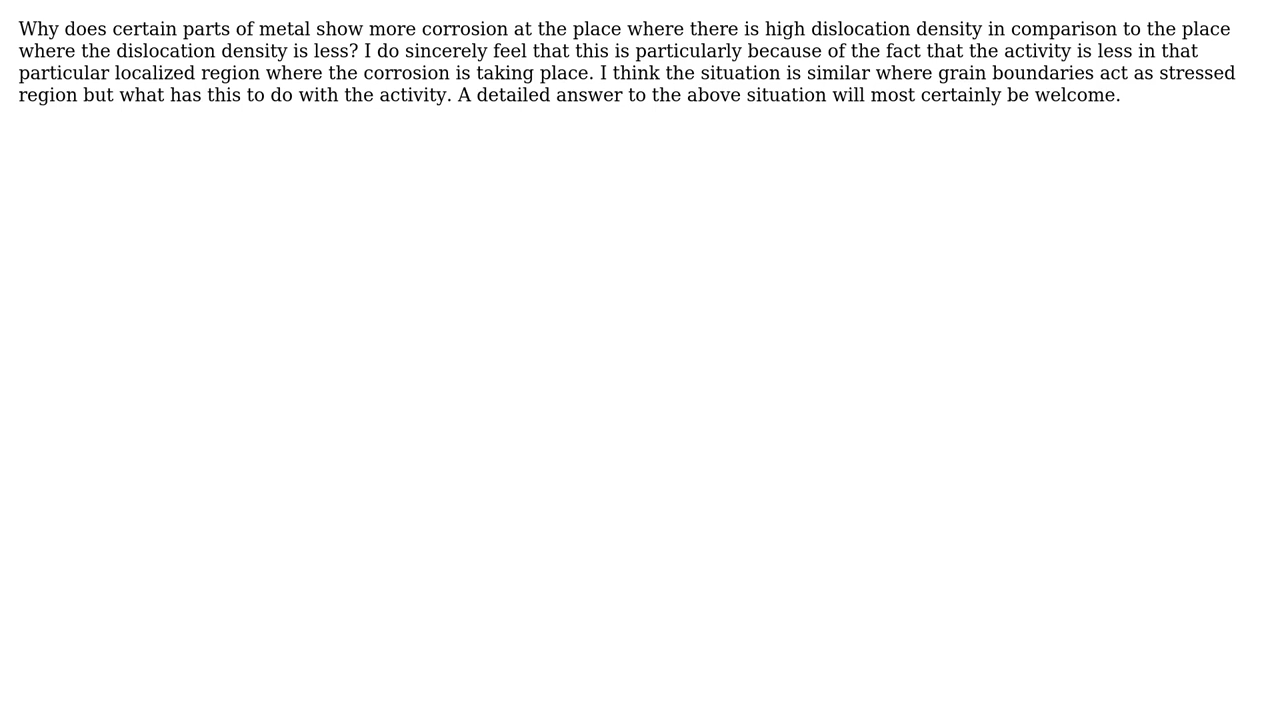 Why does certain parts of metal show more corrosion at the place where there is high dislocation density in comparison to the place
where the dislocation density is less? I do sincerely feel that this is particularly because of the fact that the activity is less in that
particular localized region where the corrosion is taking place. I think the situation is similar where grain boundaries act as stressed
region but what has this to do with the activity. A detailed answer to the above situation will most certainly be welcome.